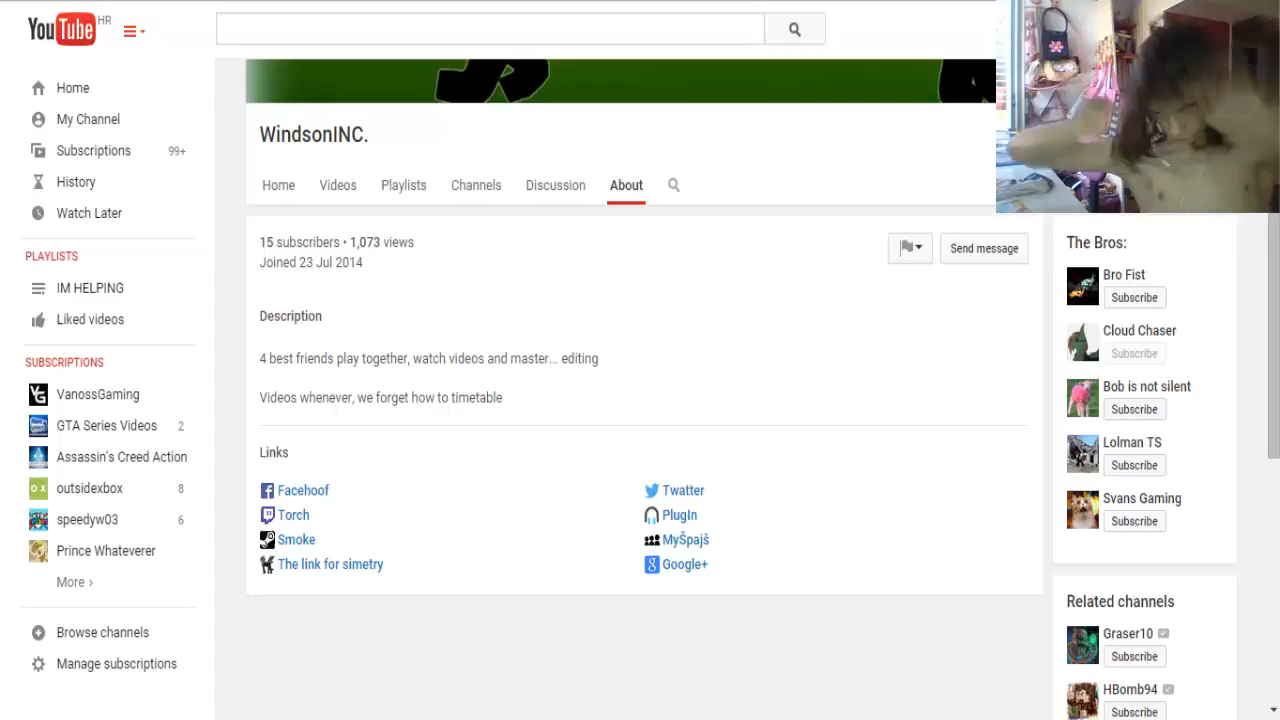 YouTube HR
Home
My Channel
Subscriptions 99+
History
Watch Later
PLAYLISTS
IM HELPING
Liked videos
SUBSCRIPTIONS
VanossGaming
GTA Series Videos 2
Assassin's Creed Action
outsidexbox 8
speedyw03 6
Prince Whateverer
More ›
Browse channels
Manage subscriptions
WindsonINC.
Home Videos Playlists Channels Discussion About
15 subscribers • 1,073 views
Joined 23 Jul 2014
Send message
Description
4 best friends play together, watch videos and master... editing
Videos whenever, we forget how to timetable
Links
Facehoof
Torch
Smoke
The link for simetry
Twatter
PlugIn
MyŠpajš
Google+
The Bros:
Bro Fist
Subscribe
Cloud Chaser
Subscribe
Bob is not silent
Subscribe
Lolman TS
Subscribe
Svans Gaming
Subscribe
Related channels
Graser10
Subscribe
HBomb94
Subscribe